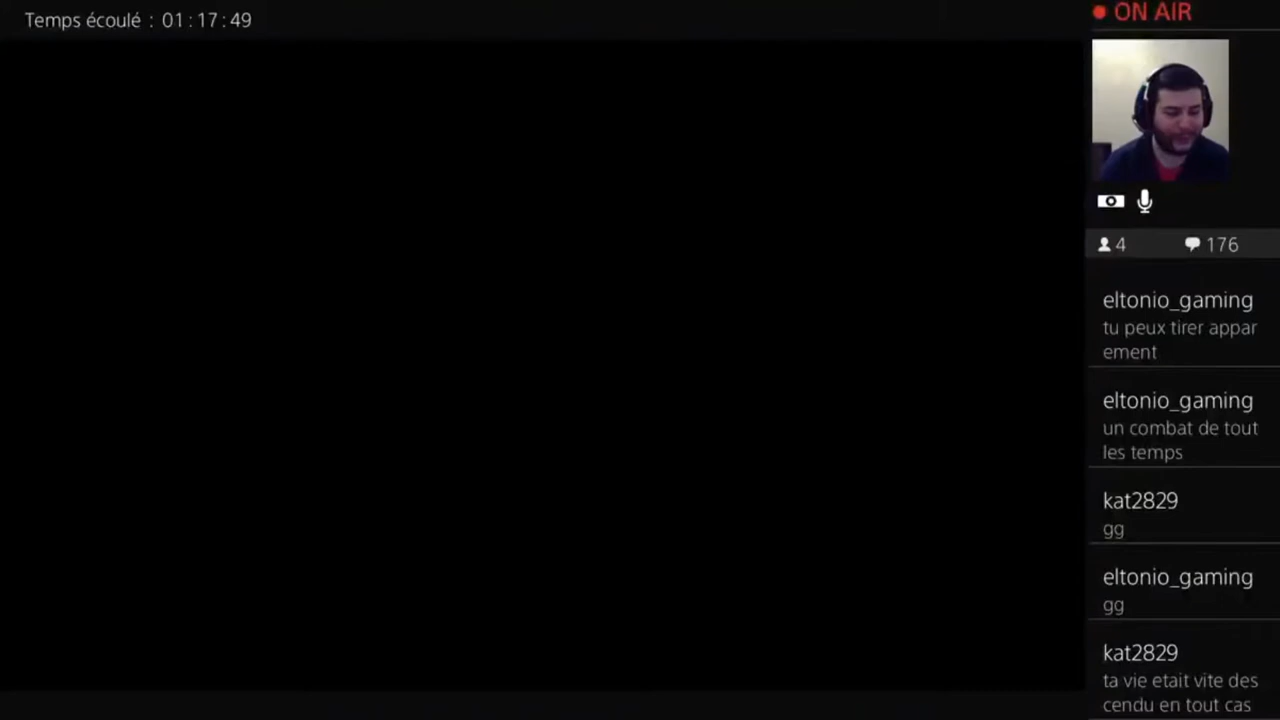 Temps écoulé : 01:17:49
ON AIR
4 176
eltonio_gaming
tu peux tirer appar
ement
eltonio_gaming
un combat de tout
les temps
kat2829
gg
eltonio_gaming
gg
kat2829
ta vie etait vite des
cendu en tout cas